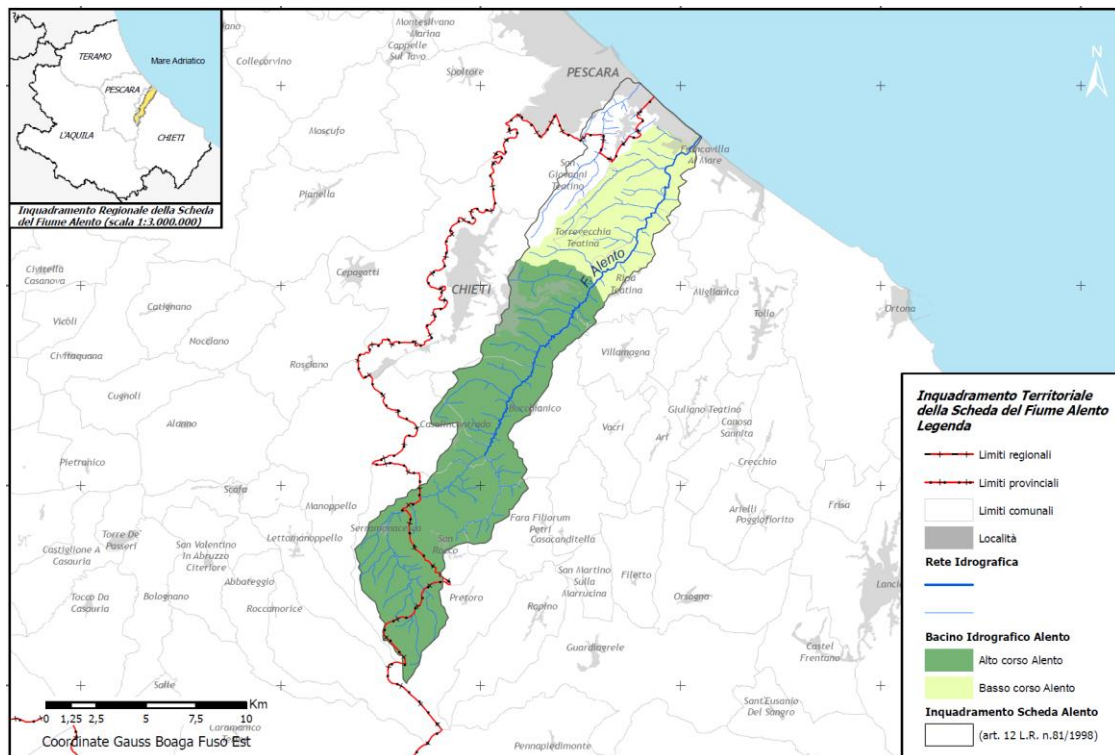 TERAMO
Mare Adriatico
PESCARA
L'AQUILA
CHIETI
Inquadramento Regionale della Scheda
del Fiume Alento (scala 1:3.000.000)
Montesilvano
Marina
Cappelle
Sul Tavo
Collecorvino
Spoltore
PESCARA
N
Moscufo
Francavilla
Al Mare
San
Giovanni
Teatino
Pianella
Torrevecchia
Teatina
Civitella
Casanova
Cepagatti
CHIETI
F. Alento
Ripa
Teatina
Miglianico
Ortona
Catignano
Tollo
Vicoli
Nocciano
Civitaquana
Rosciano
Villamagna
Cugnoli
Bucchianico
Giuliano Teatino
Alanno
Casalincontrada
Vacri
Ari
Canosa
Sannita
Pietranico
Crecchio
Scafa
Manoppello
Arielli
Poggiofiorito
Frisa
Torre De
Passeri
Serramonacesca
Fara Filiorum
Petri
Castiglione A
Casauria
San Valentino
In Abruzzo
Citeriore
Lettomanoppello
San
Rocco
Casacanditella
Abbateggio
San Martino
Sulla
Marrucina
Filetto
Lanci
Tocco Da
Casauria
Bolognano
Roccamorice
Pretoro
Rapino
Orsogna
Guardiagrele
Castel
Frentano
Salle
Sant'Eusanio
Del Sangro
Caramanico
Pennapiedimonte
0 1,25 2,5 5 7,5 10
Km
Coordinate Gauss Boaga Fuso Est
Inquadramento Territoriale
della Scheda del Fiume Alento
Legenda
Limiti regionali
Limiti provinciali
Limiti comunali
Località
Rete Idrografica
Bacino Idrografico Alento
Alto corso Alento
Basso corso Alento
Inquadramento Scheda Alento
(art. 12 L.R. n.81/1998)